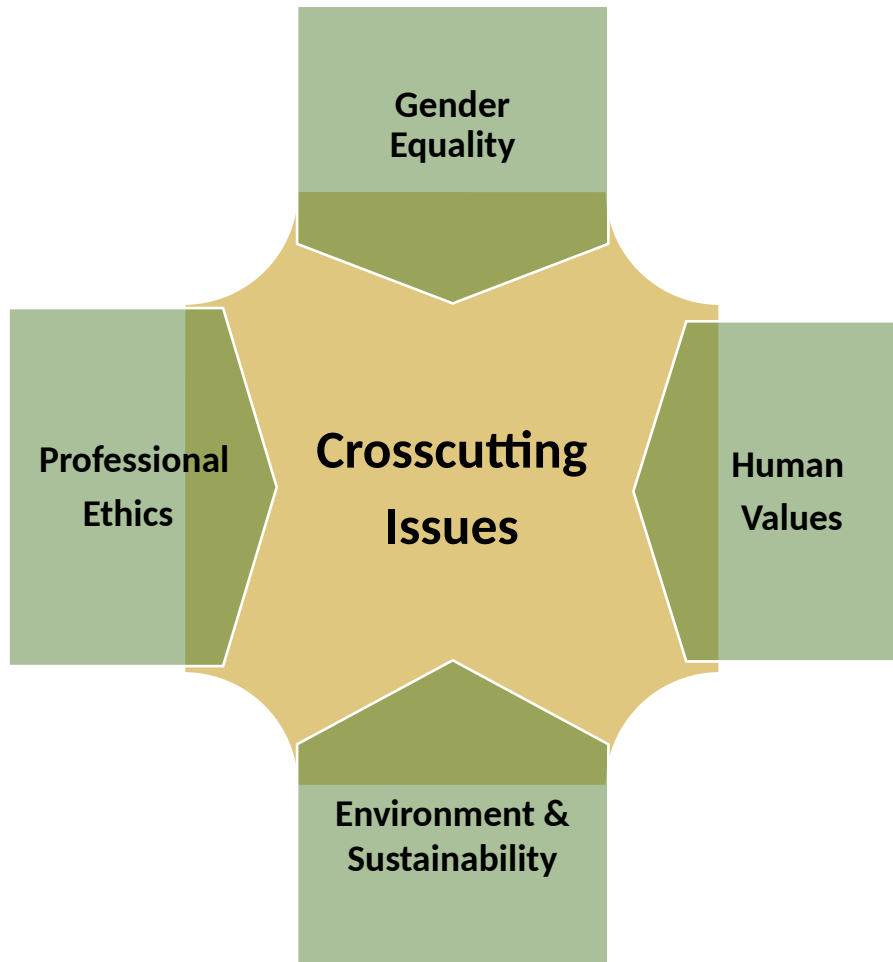 Gender
Equality
Professional
Ethics
Crosscutting
Issues
Human
Values
Environment &
Sustainability